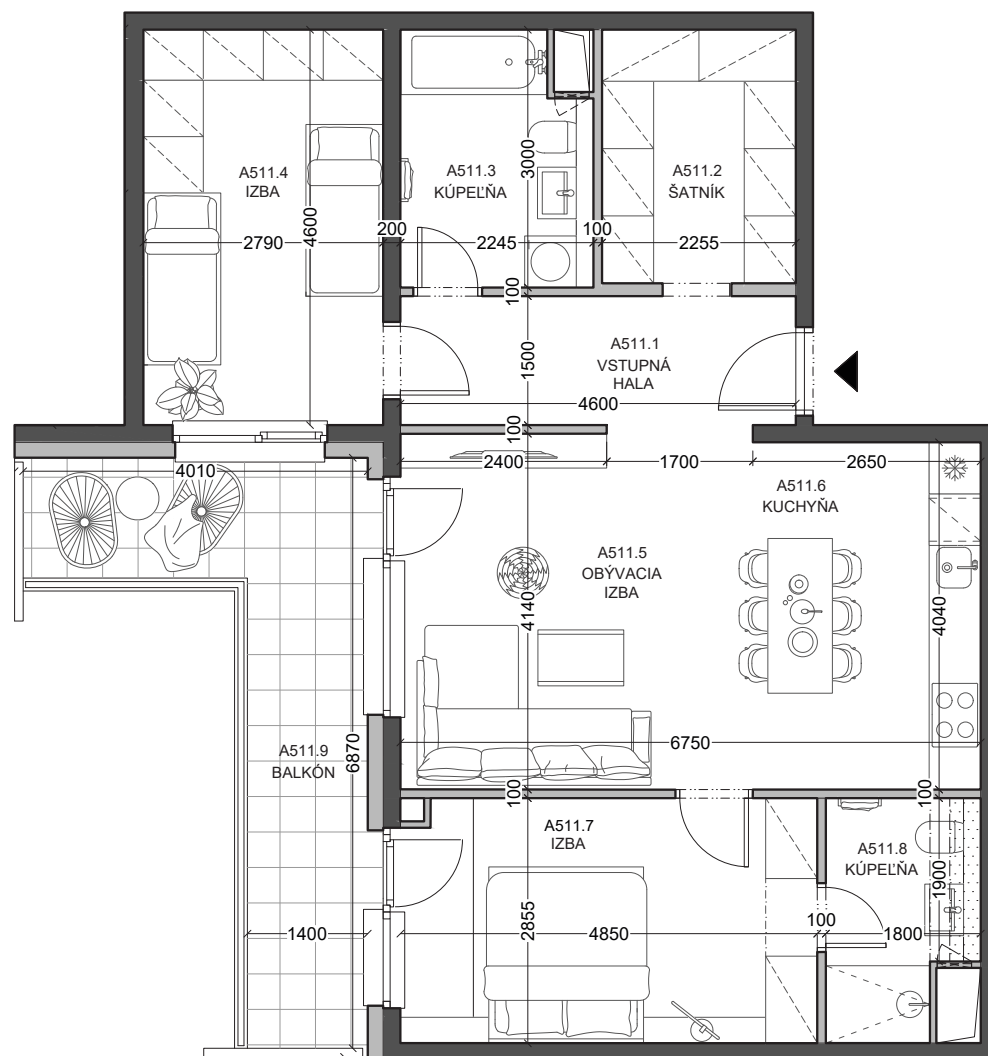 A511.4
IZBA
A511.3
KÚPEĽŇA
A511.2
ŠATNÍK
3000
4600
2790
200
2245
100
2255
100
A511.1
VSTUPNÁ
HALA
1500
4600
100
2400
1700
2650
4010
A511.6
KUCHYŇA
A511.5
OBÝVACIA
IZBA
4140
4040
6750
A511.9
BALKÓN
6870
100
100
A511.7
IZBA
A511.8
KÚPEĽŇA
1900
2855
1400
4850
100
1800